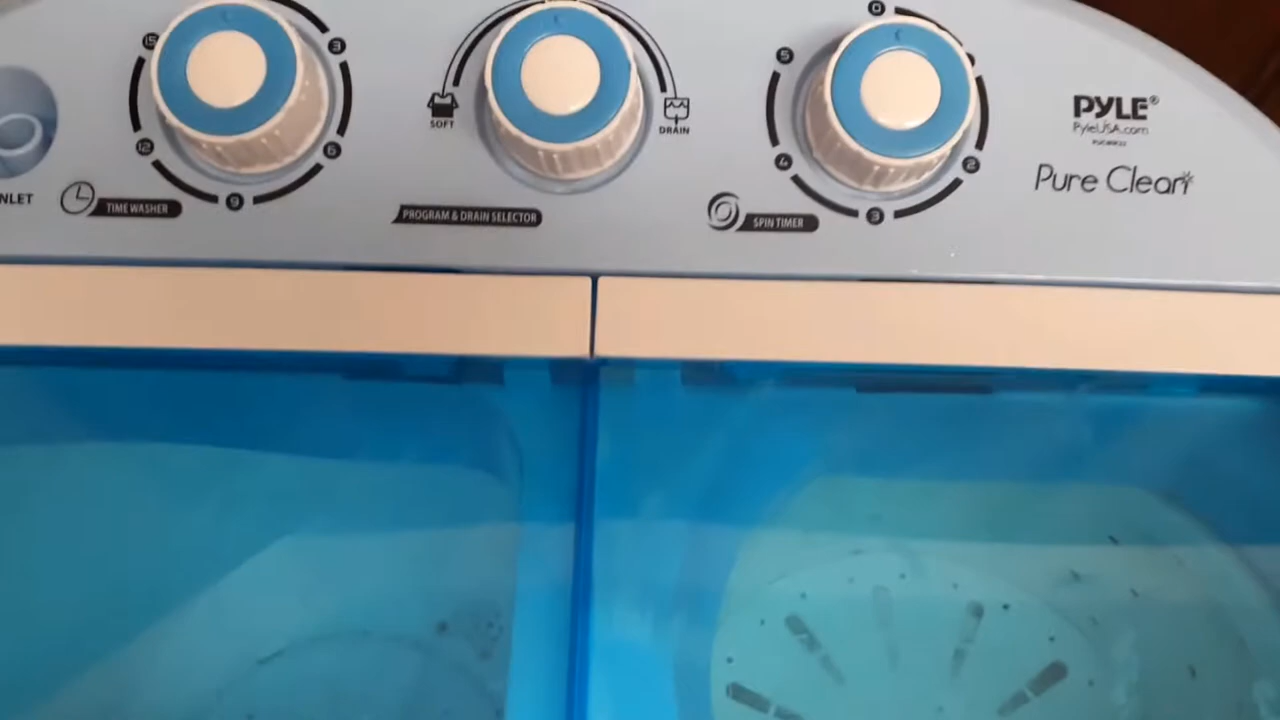 15
3
12
6
9
NLET
TIME WASHER
SOFT
DRAIN
PROGRAM & DRAIN SELECTOR
0
5
4
2
3
SPIN TIMER
PYLE®
PyleUSA.com
Pure Clean